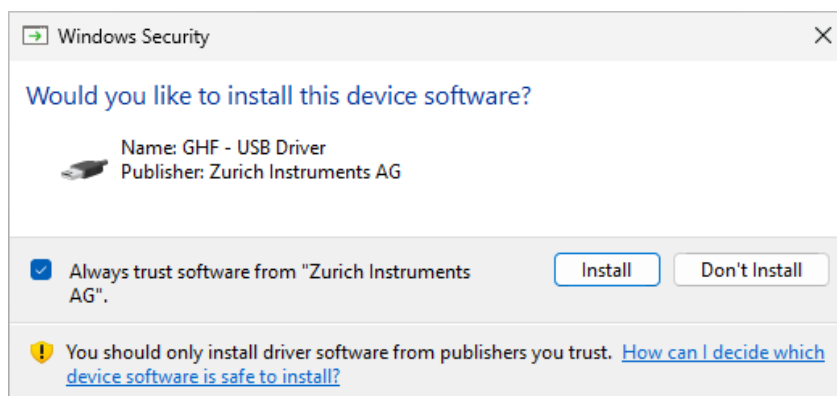 Windows Security
Would you like to install this device software?
Name: GHF - USB Driver
Publisher: Zurich Instruments AG
Always trust software from "Zurich Instruments
AG".
Install
Don't Install
You should only install driver software from publishers you trust. How can I decide which
device software is safe to install?